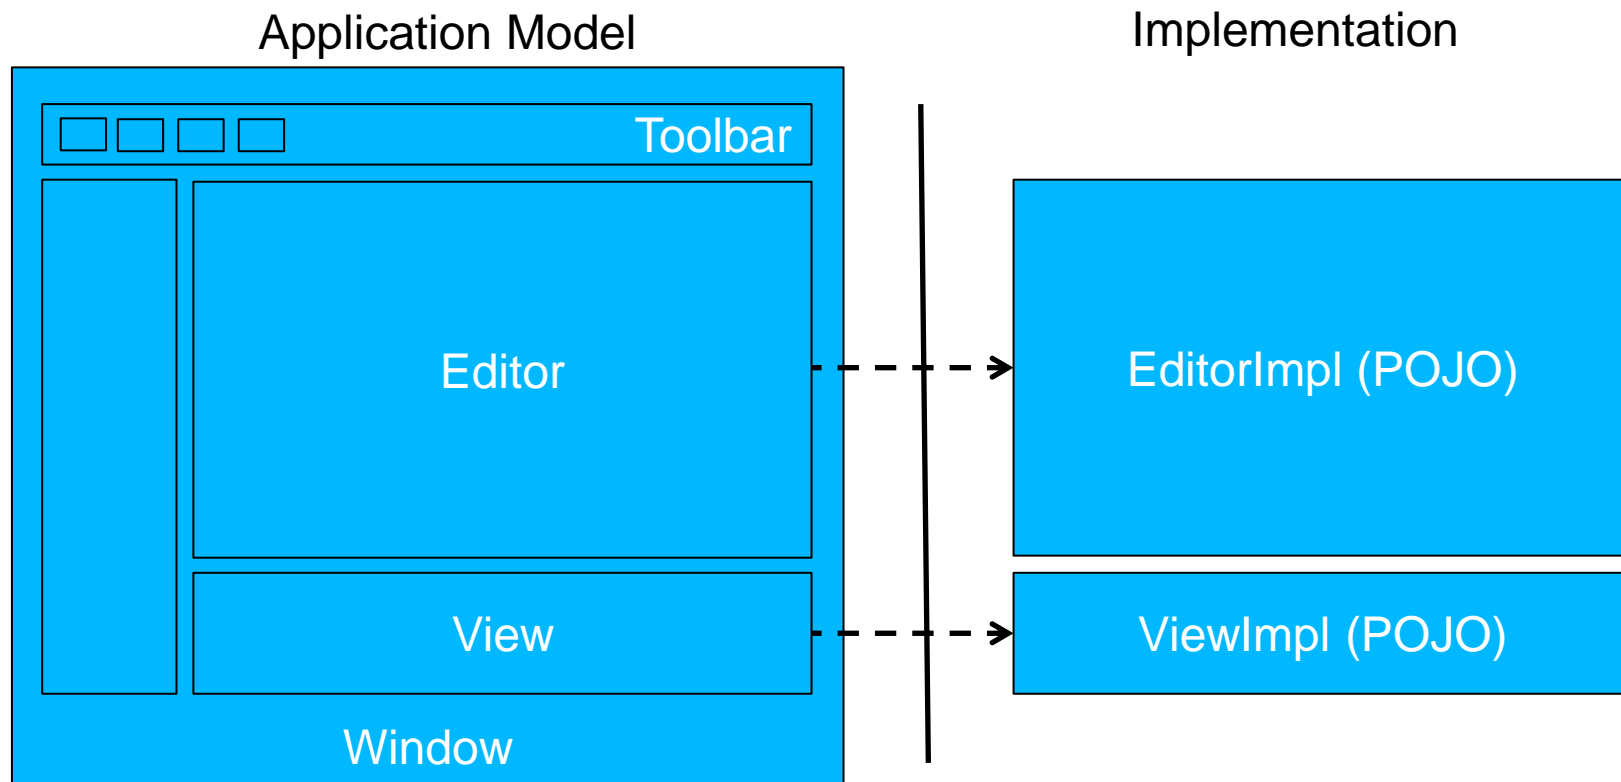 Application Model
Implementation
Toolbar
Editor
EditorImpl (POJO)
View
ViewImpl (POJO)
Window